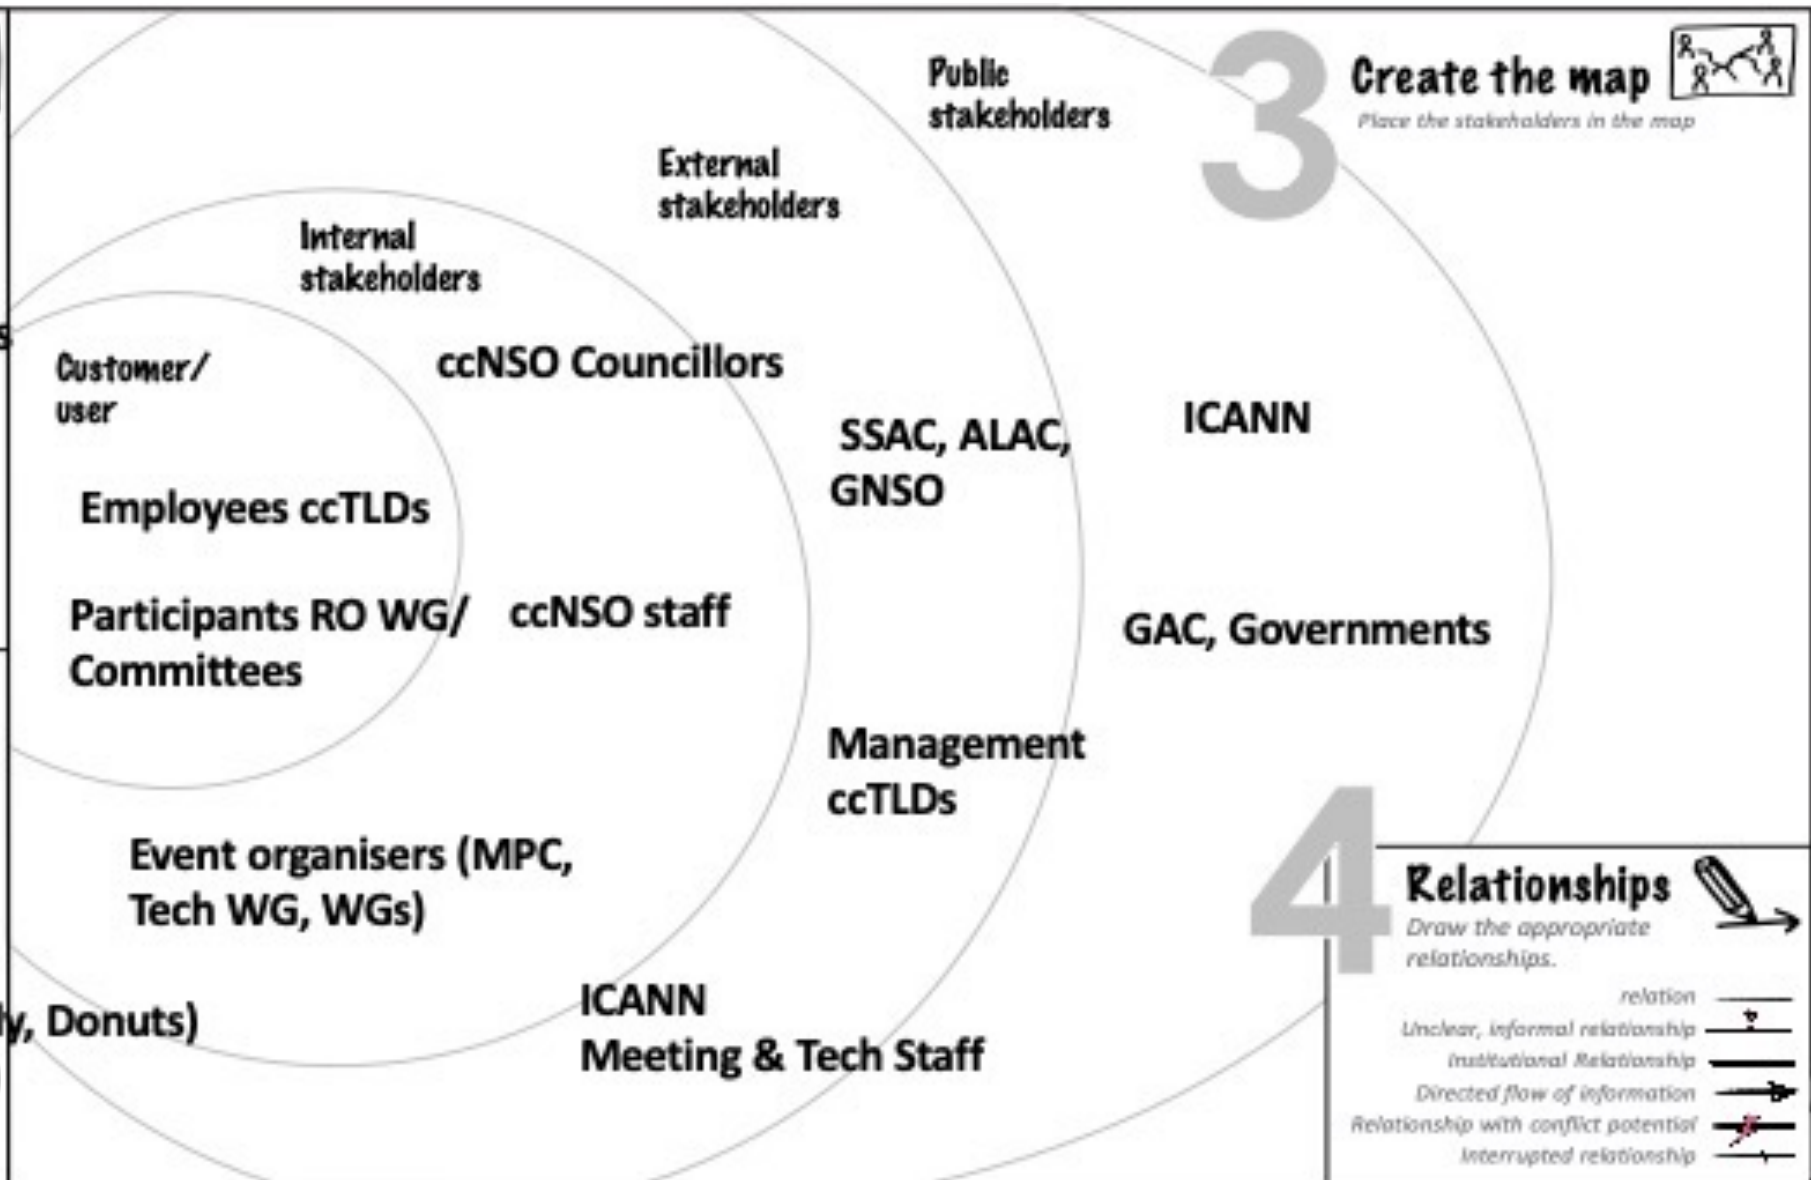 3
Create the map
Place the stakeholders in the map
Public
stakeholders
External
stakeholders
Internal
stakeholders
Customer/
user
ccNSO Councillors
SSAC, ALAC,
GNSO
ICANN
Employees ccTLDs
Participants RO WG/
Committees
ccNSO staff
GAC, Governments
Management
ccTLDs
Event organisers (MPC,
Tech WG, WGs)
Donuts)
ICANN
Meeting & Tech Staff
4
Relationships
Draw the appropriate
relationships.
relation
Unclear, informal relationship
Institutional Relationship
Directed flow of information
Relationship with conflict potential
Interrupted relationship